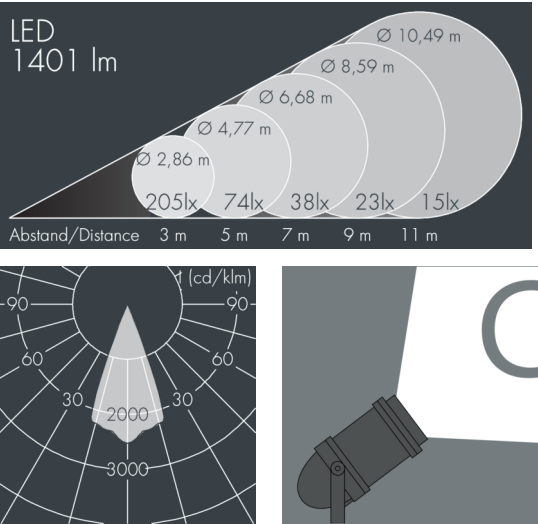 LED
1401 lm
Ø 10,49 m
Ø 8,59 m
Ø 6,68 m
Ø 4,77 m
Ø 2,86 m
205lx 74lx 38lx 23lx 15lx
Abstand/Distance 3 m 5 m 7 m 9 m 11 m
(cd/klm)
90 90
60 60
30 30
2000
3000